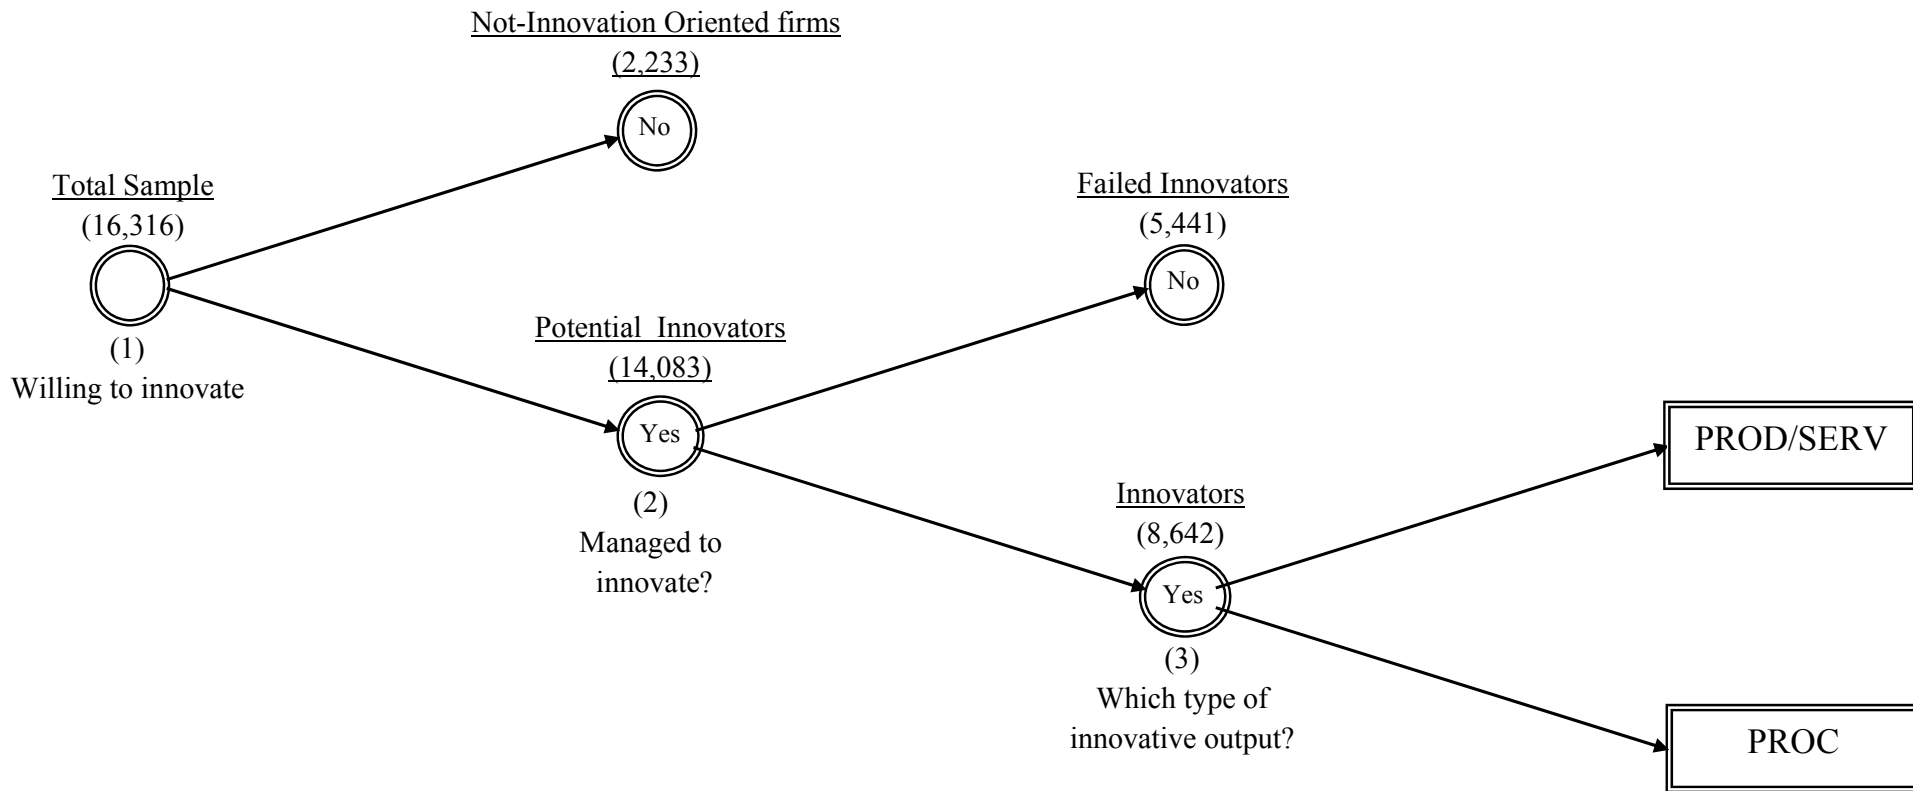 Not-Innovation Oriented firms
(2,233)
No
Total Sample
(16,316)
(1)
Willing to innovate
Potential Innovators
(14,083)
Yes
(2)
Managed to
innovate?
Failed Innovators
(5,441)
No
Innovators
(8,642)
Yes
(3)
Which type of
innovative output?
PROD/SERV
PROC